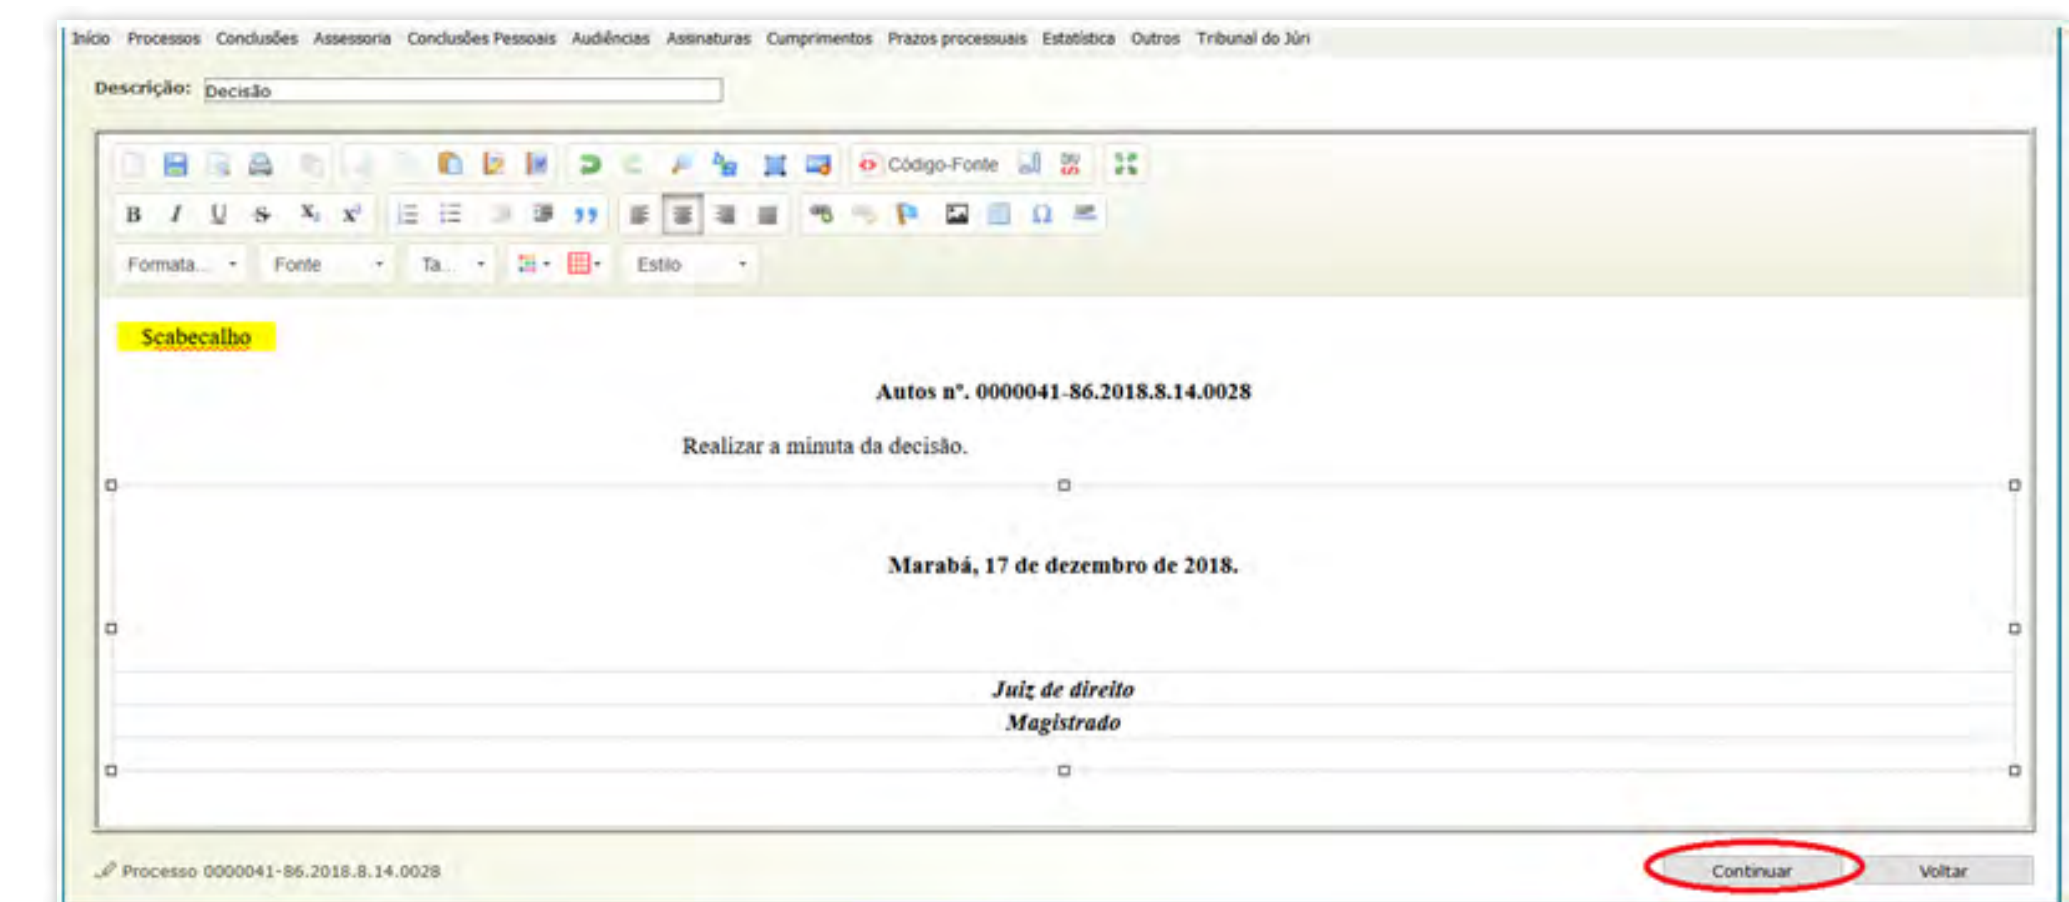 Início Processos Conclusões Assessoria Conclusões Pessoais Audiências Assinaturas Cumprimentos Prazos processuais Estatística Outros Tribunal do Júri
Descrição: Decisão
Código-Fonte
B I U S X₂ X²
Formata... Fonte Ta... Estilo
Scabecalho
Autos nº. 0000041-86.2018.8.14.0028
Realizar a minuta da decisão.
Marabá, 17 de dezembro de 2018.
Juiz de direito
Magistrado
Processo 0000041-86.2018.8.14.0028 Continuar Voltar